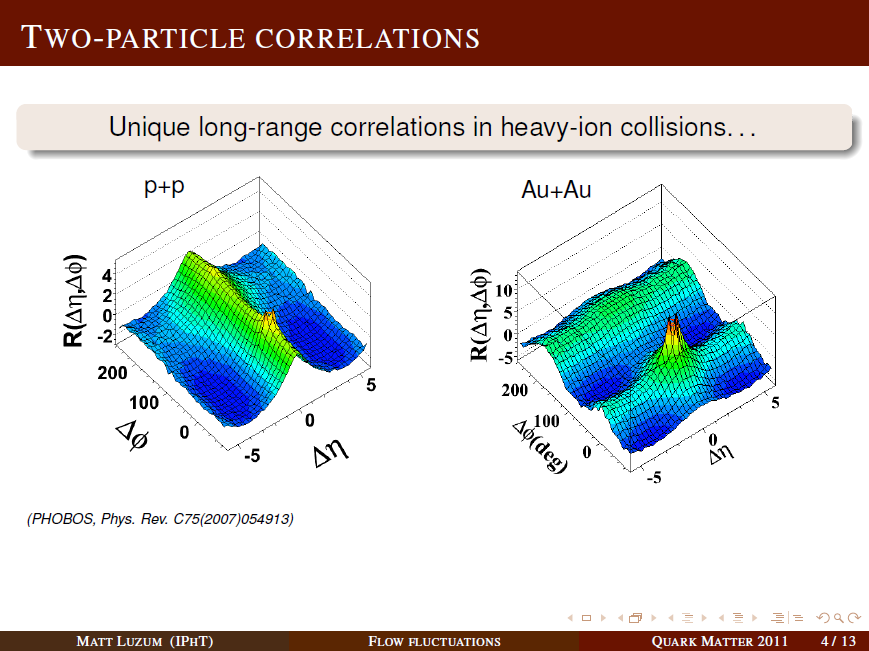 TWO-PARTICLE CORRELATIONS
Unique long-range correlations in heavy-ion collisions. . .
p+p
R(Δη,Δϕ)
4
2
0
-2
200
100
0
Δϕ
-5
0
5
Δη
Au+Au
R(Δη,Δϕ)
10
5
0
-5
200
100
0
Δϕ(deg)
-5
0
5
Δη
(PHOBOS, Phys. Rev. C75(2007)054913)
MATT LUZUM (IPHT) FLOW FLUCTUATIONS QUARK MATTER 2011 4 / 13